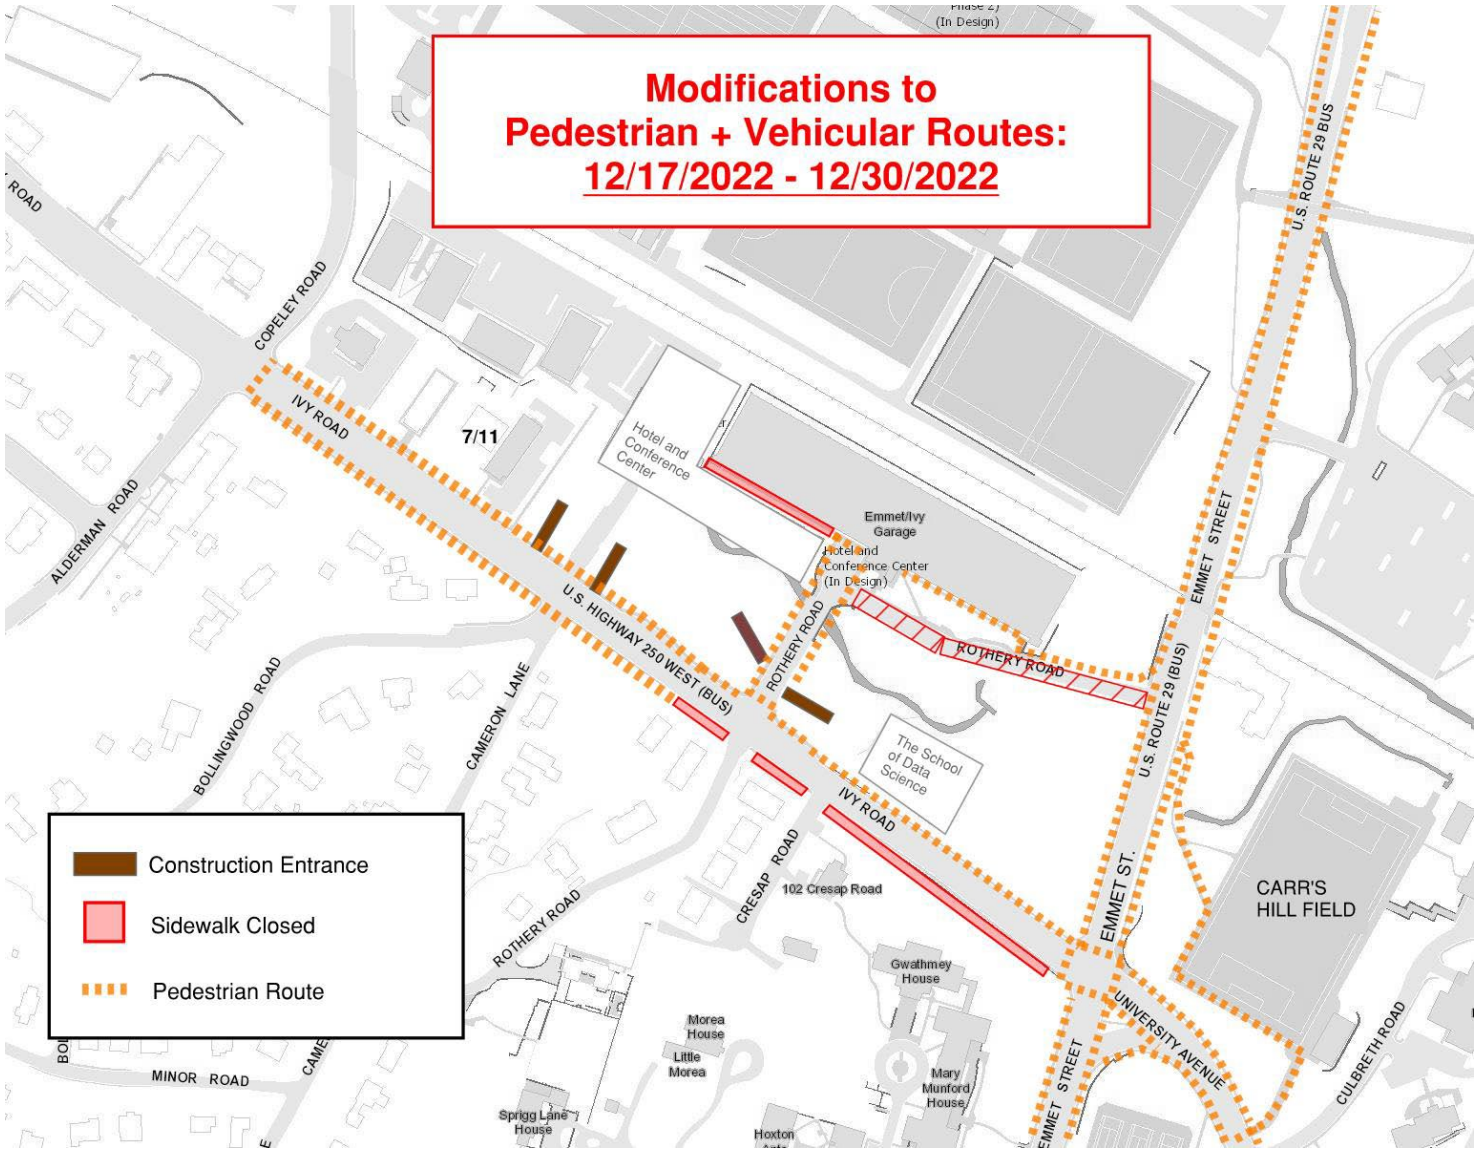 Phase 2)
(In Design)
Modifications to
Pedestrian + Vehicular Routes:
12/17/2022 - 12/30/2022
ROAD
COPELEY ROAD
U.S. ROUTE 29 BUS
IVY ROAD
7/11
Hotel and
Conference
Center
ALDERMAN ROAD
Emmet/Ivy
Garage
Hotel and
Conference Center
(In Design)
EMMET STREET
U.S. HIGHWAY 250 WEST (BUS)
ROTHERY ROAD
ROTHERY ROAD
U.S. ROUTE 29 (BUS)
BOLLINGWOOD ROAD
CAMERON LANE
The School
of Data
Science
IVY ROAD
CRESAP ROAD
102 Cresap Road
EMMET ST.
CARR'S
HILL FIELD
Construction Entrance
Sidewalk Closed
Pedestrian Route
ROTHERY ROAD
Gwathmey
House
UNIVERSITY AVENUE
CULBRETH ROAD
Morea
House
Little
Morea
BOL
CAME
MINOR ROAD
E
EMMET STREET
Mary
Munford
House
Sprigg Lane
House
Hoxton